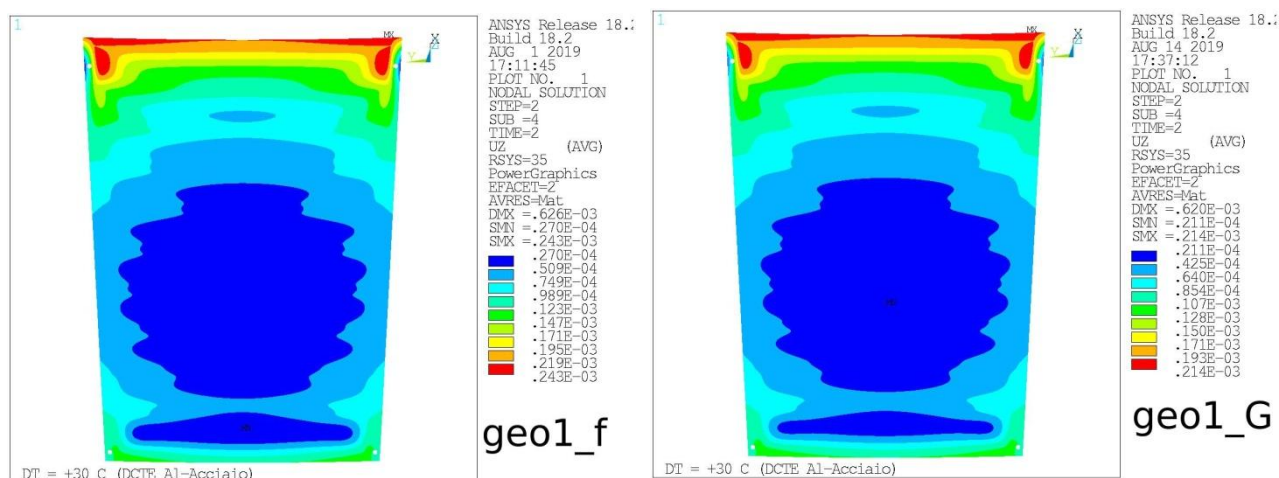 1
MX
X
Y
Z
ANSYS Release 18.2
Build 18.2
AUG 1 2019
17:11:45
PLOT NO. 1
NODAL SOLUTION
STEP=2
SUB =4
TIME=2
UZ (AVG)
RSYS=35
PowerGraphics
EFACET=2
AVRES=Mat
DMX =.626E-03
SMN =.270E-04
SMX =.243E-03
.270E-04
.509E-04
.749E-04
.989E-04
.123E-03
.147E-03
.171E-03
.195E-03
.219E-03
.243E-03
MN
geo1_f
DT = +30 C (DCTE Al-Acciaio)
1
MX
X
Y
Z
ANSYS Release 18.2
Build 18.2
AUG 14 2019
17:37:12
PLOT NO. 1
NODAL SOLUTION
STEP=2
SUB =4
TIME=2
UZ (AVG)
RSYS=35
PowerGraphics
EFACET=2
AVRES=Mat
DMX =.620E-03
SMN =.211E-04
SMX =.214E-03
.211E-04
.425E-04
.640E-04
.854E-04
.107E-03
.128E-03
.150E-03
.171E-03
.193E-03
.214E-03
MN
geo1_G
DT = +30 C (DCTE Al-Acciaio)